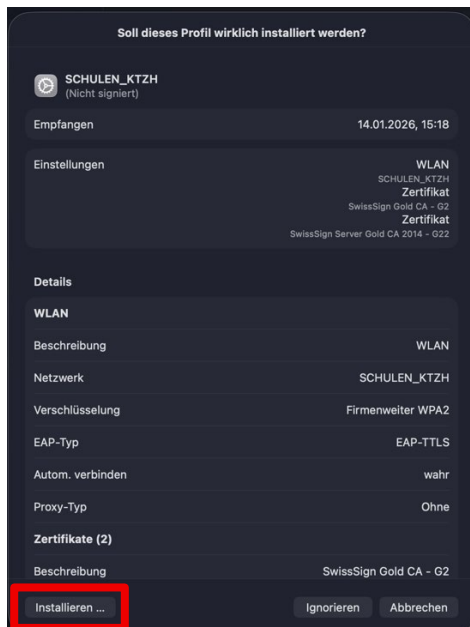 Soll dieses Profil wirklich installiert werden?
SCHULEN_KTZH
(Nicht signiert)
Empfangen 14.01.2026, 15:18
Einstellungen WLAN
SCHULEN_KTZH
Zertifikat
SwissSign Gold CA - G2
Zertifikat
SwissSign Server Gold CA 2014 - G22
Details
WLAN
Beschreibung WLAN
Netzwerk SCHULEN_KTZH
Verschlüsselung Firmenweiter WPA2
EAP-Typ EAP-TTLS
Autom. verbinden wahr
Proxy-Typ Ohne
Zertifikate (2)
Beschreibung SwissSign Gold CA - G2
Installieren ... Ignorieren Abbrechen